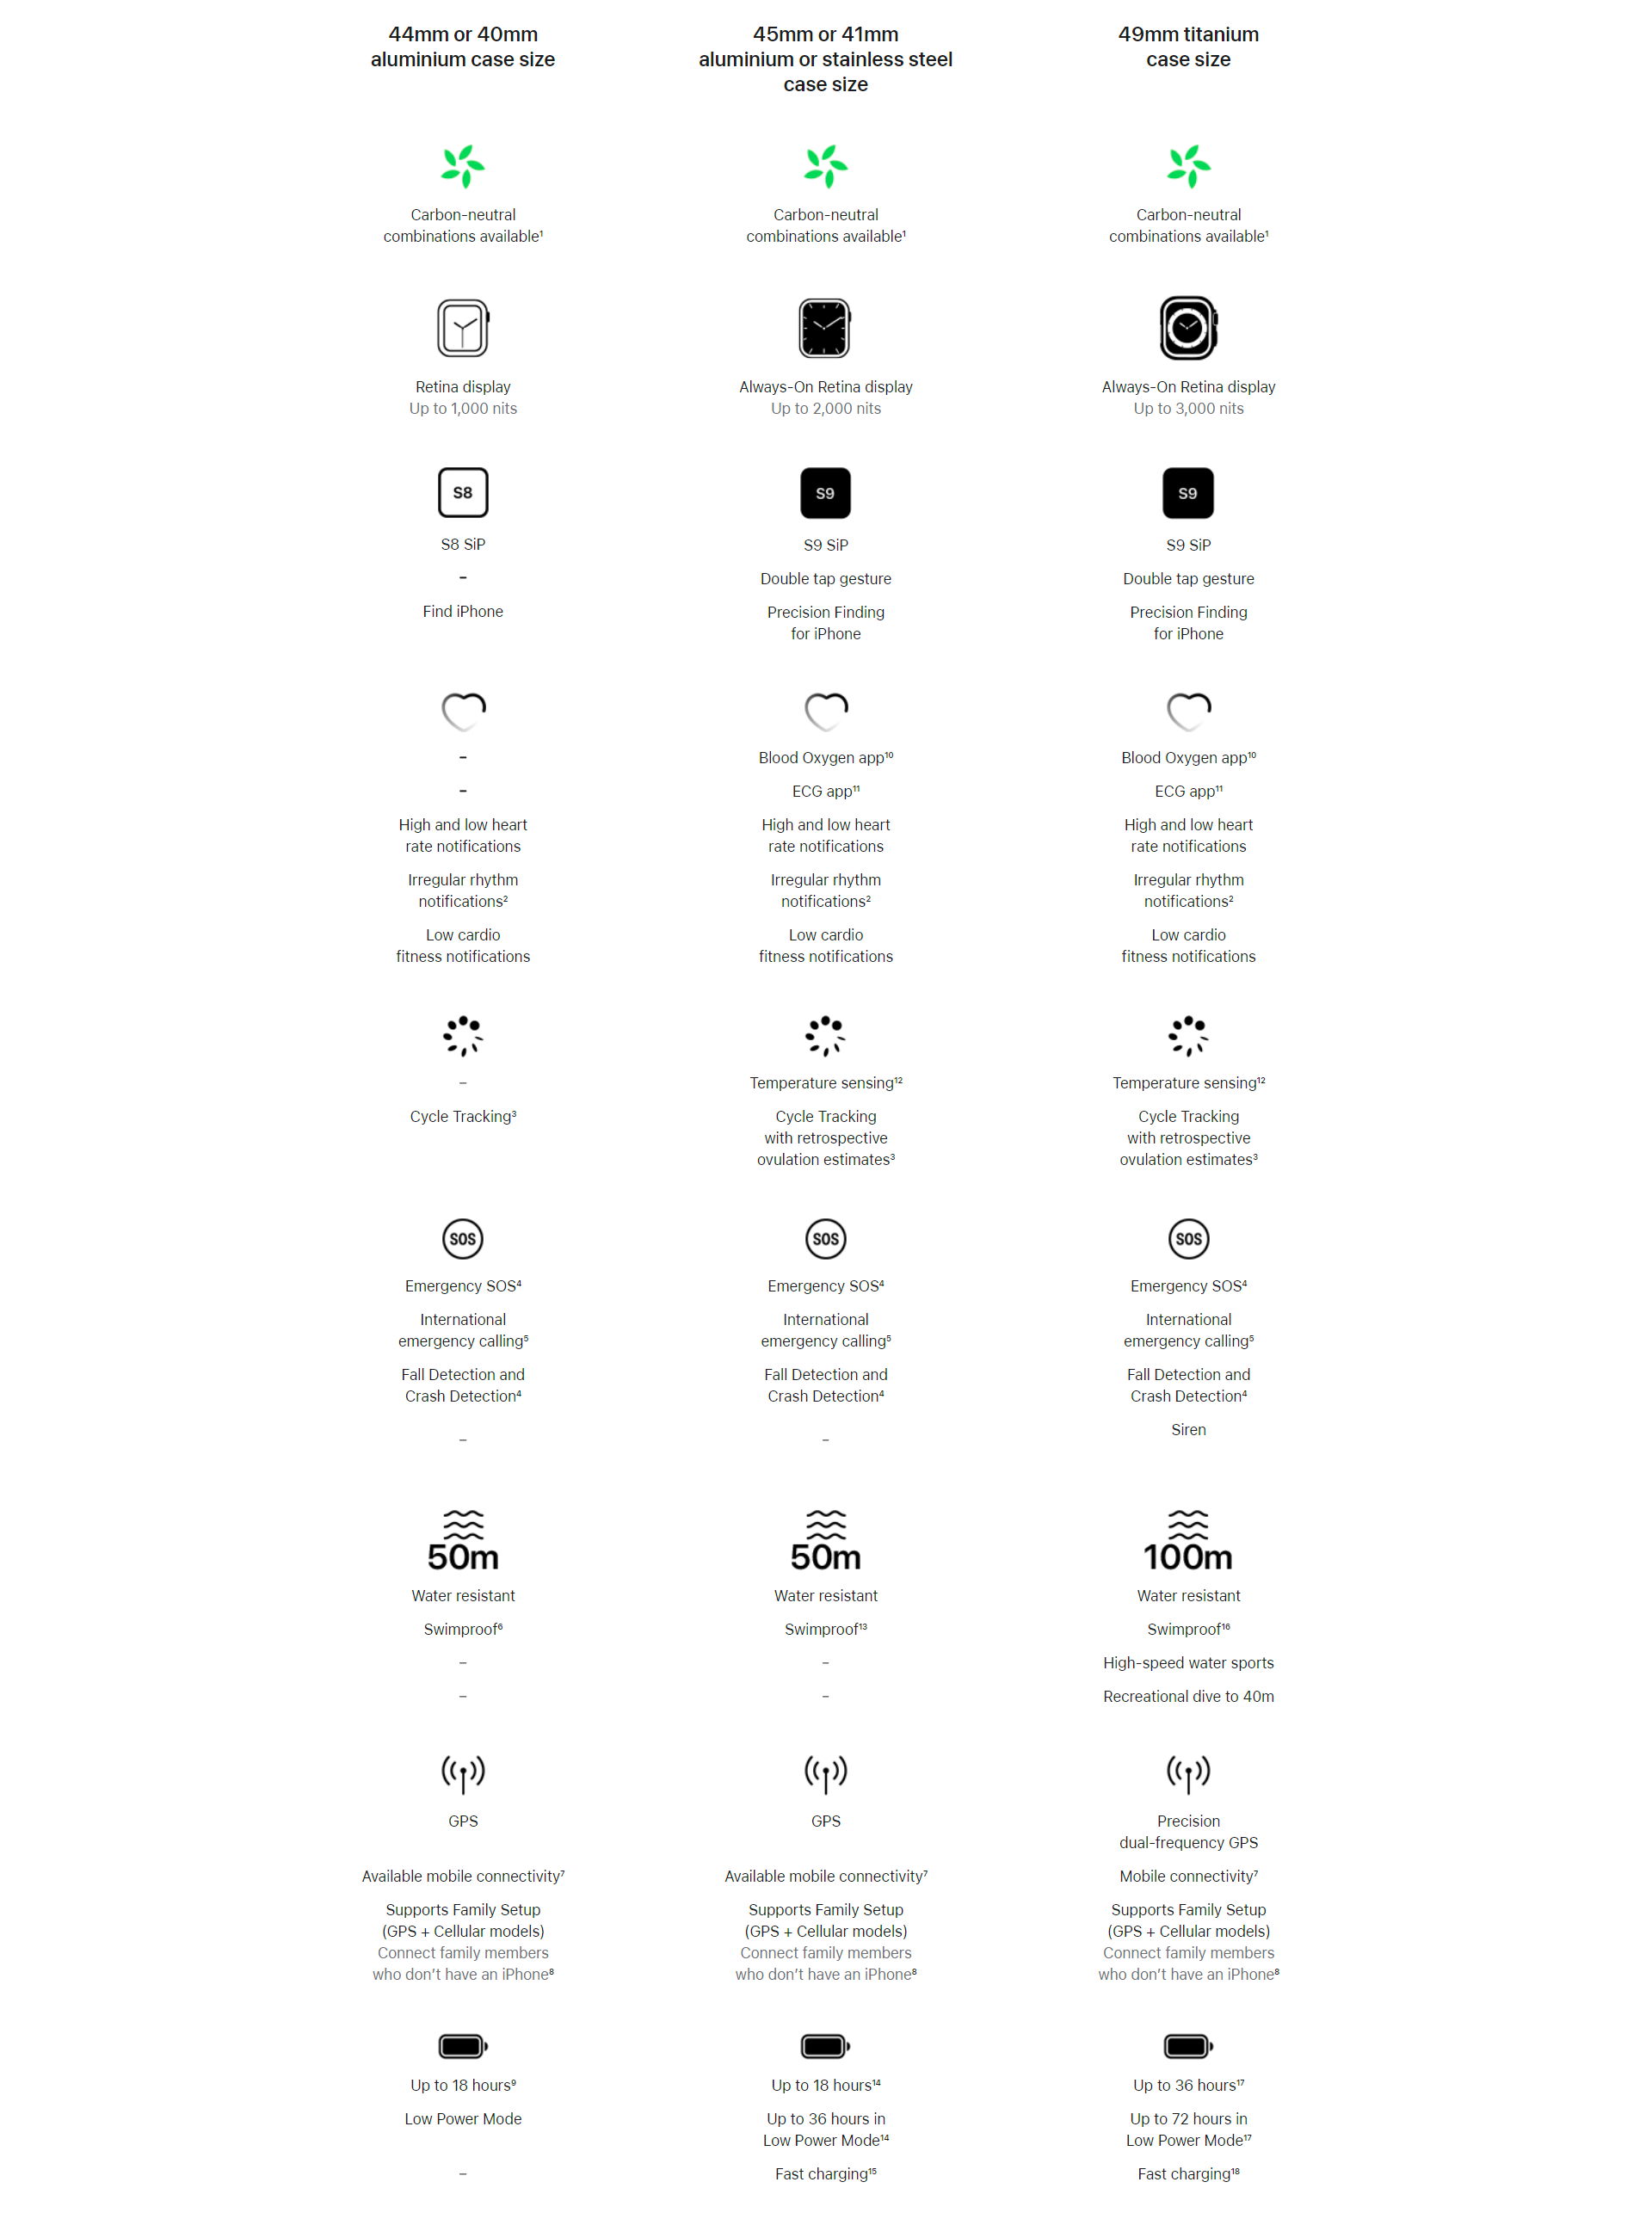 44mm or 40mm
aluminium case size
45mm or 41mm
aluminium or stainless steel
case size
49mm titanium
case size
Carbon-neutral
combinations available¹
Carbon-neutral
combinations available¹
Carbon-neutral
combinations available¹
Retina display
Up to 1,000 nits
Always-On Retina display
Up to 2,000 nits
Always-On Retina display
Up to 3,000 nits
S8
S9
S9
S8 SiP
S9 SiP
S9 SiP
–
Double tap gesture
Double tap gesture
Find iPhone
Precision Finding
for iPhone
Precision Finding
for iPhone
–
Blood Oxygen app¹⁰
Blood Oxygen app¹⁰
–
ECG app¹¹
ECG app¹¹
High and low heart
rate notifications
High and low heart
rate notifications
High and low heart
rate notifications
Irregular rhythm
notifications²
Irregular rhythm
notifications²
Irregular rhythm
notifications²
Low cardio
fitness notifications
Low cardio
fitness notifications
Low cardio
fitness notifications
–
Temperature sensing¹²
Temperature sensing¹²
Cycle Tracking³
Cycle Tracking
with retrospective
ovulation estimates³
Cycle Tracking
with retrospective
ovulation estimates³
SOS
SOS
SOS
Emergency SOS⁴
Emergency SOS⁴
Emergency SOS⁴
International
emergency calling⁵
International
emergency calling⁵
International
emergency calling⁵
Fall Detection and
Crash Detection⁴
Fall Detection and
Crash Detection⁴
Fall Detection and
Crash Detection⁴
–
–
Siren
50m
50m
100m
Water resistant
Water resistant
Water resistant
Swimproof⁶
Swimproof¹³
Swimproof¹⁶
–
–
High-speed water sports
–
–
Recreational dive to 40m
GPS
GPS
Precision
dual-frequency GPS
Available mobile connectivity⁷
Available mobile connectivity⁷
Mobile connectivity⁷
Supports Family Setup
(GPS + Cellular models)
Connect family members
who don’t have an iPhone⁸
Supports Family Setup
(GPS + Cellular models)
Connect family members
who don’t have an iPhone⁸
Supports Family Setup
(GPS + Cellular models)
Connect family members
who don’t have an iPhone⁸
Up to 18 hours⁹
Up to 18 hours¹⁴
Up to 36 hours¹⁷
Low Power Mode
Up to 36 hours in
Low Power Mode¹⁴
Up to 72 hours in
Low Power Mode¹⁷
–
Fast charging¹⁵
Fast charging¹⁸